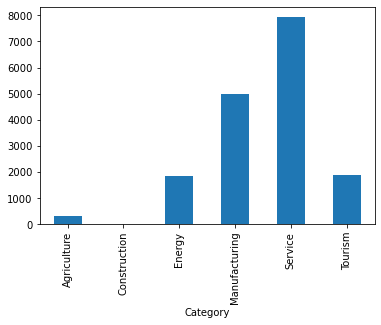 8000
7000
6000
5000
4000
3000
2000
1000
0
Agriculture
Construction
Energy
Manufacturing
Service
Tourism
Category